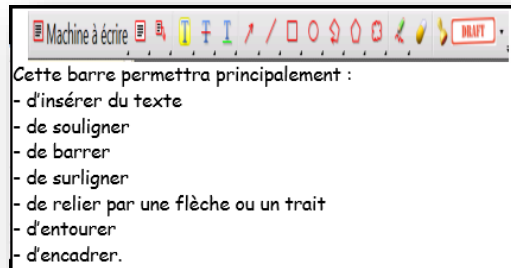 Machine à écrire T T T DRAFT
Cette barre permettra principalement :
- d'insérer du texte
- de souligner
- de barrer
- de surligner
- de relier par une flèche ou un trait
- d'entourer
- d'encadrer.